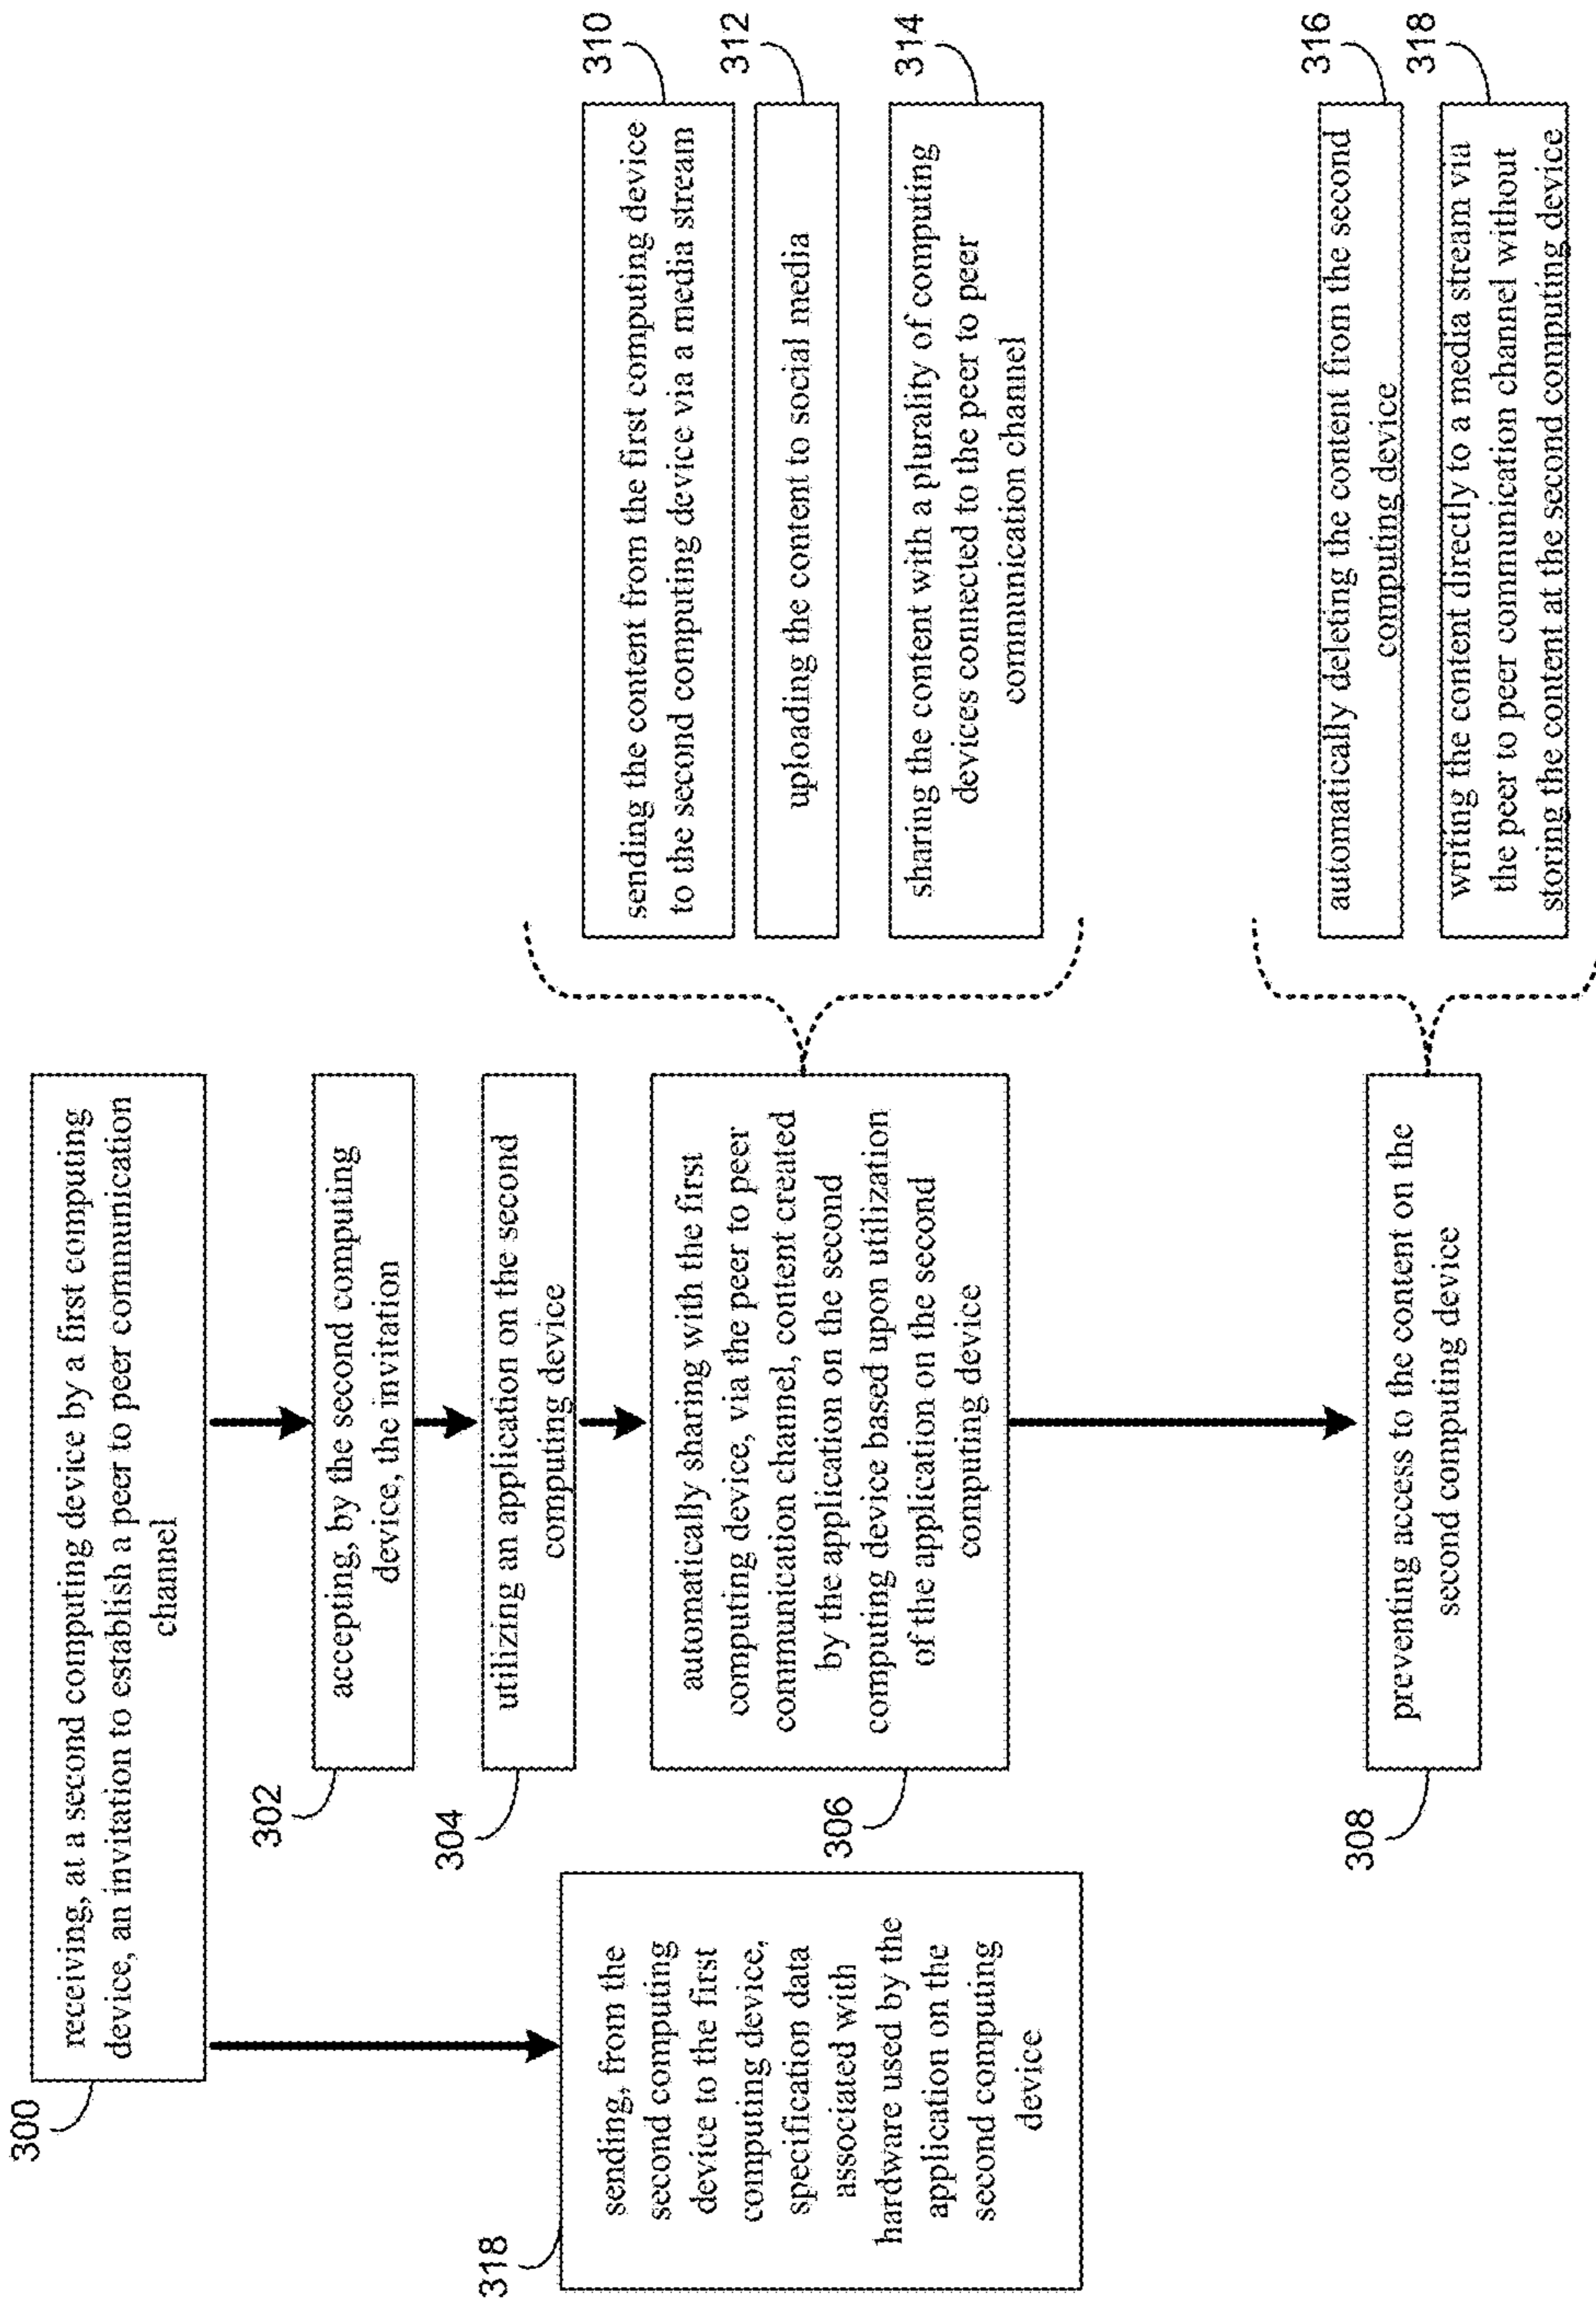 300
receiving, at a second computing device by a first computing
device, an invitation to establish a peer to peer communication
channel
302
accepting, by the second computing
device, the invitation
304
utilizing an application on the second
computing device
318
sending, from the
second computing
device to the first
computing device,
specification data
associated with
hardware used by the
application on the
second computing
device
306
automatically sharing with the first
computing device, via the peer to peer
communication channel, content created
by the application on the second
computing device based upon utilization
of the application on the second
computing device
310
sending the content from the first computing device
to the second computing device via a media stream
312
uploading the content to social media
314
sharing the content with a plurality of computing
devices connected to the peer to peer
communication channel
308
preventing access to the content on the
second computing device
316
automatically deleting the content from the second
computing device
318
writing the content directly to a media stream via
the peer to peer communication channel without
storing the content at the second computing device